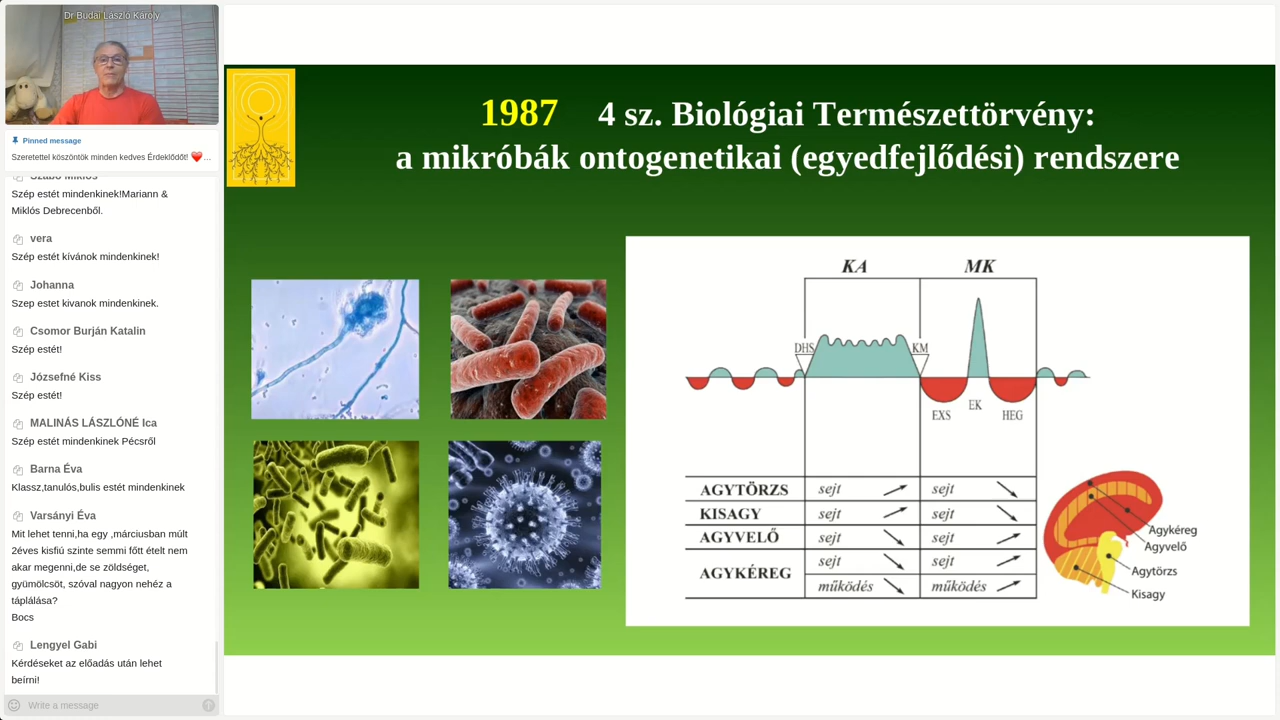 Dr Budai László Károly
Pinned message
Szeretettel köszöntök minden kedves Érdeklődőt! ❤️…
Szabó Miklós
Szép estét mindenkinek!Mariann &
Miklós Debrecenből.
vera
Szép estét kívánok mindenkinek!
Johanna
Szep estet kivanok mindenkinek.
Csomor Burján Katalin
Szép estét!
Józsefné Kiss
Szép estét!
MALINÁS LÁSZLÓNÉ Ica
Szép estét mindenkinek Pécsről
Barna Éva
Klassz,tanulós,bulis estét mindenkinek
Varsányi Éva
Mit lehet tenni,ha egy ,márciusban múlt
2éves kisfiú szinte semmi főtt ételt nem
akar megenni,de se zöldséget,
gyümölcsöt, szóval nagyon nehéz a
táplálása?
Bocs
Lengyel Gabi
Kérdéseket az előadás után lehet
beírni!
Write a message
1987 4 sz. Biológiai Természettörvény:
a mikróbák ontogenetikai (egyedfejlődési) rendszere
KA MK
DHS KM
EXS EK HEG
AGYTÖRZS sejt sejt
KISAGY sejt sejt
AGYVELŐ sejt sejt
AGYKÉREG sejt sejt
működés működés
Agykéreg
Agyvelő
Agytörzs
Kisagy